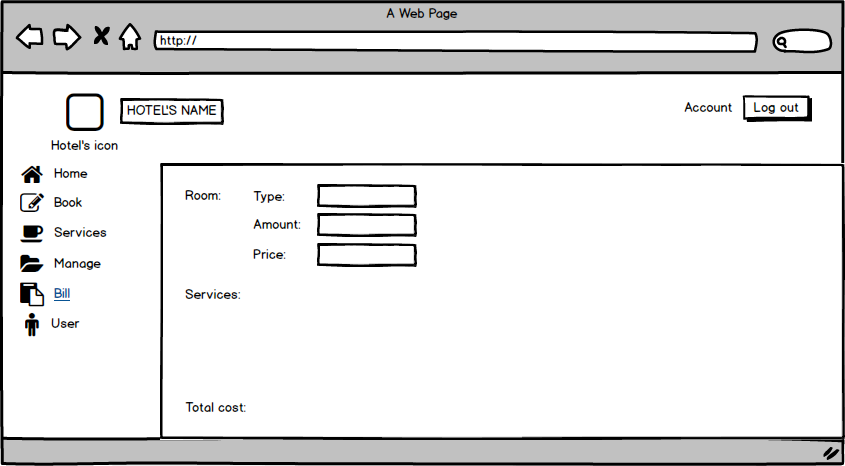 A Web Page
http://
HOTEL'S NAME
Account
Log out
Hotel's icon
Home
Book
Services
Manage
Bill
User
Room:
Type:
Amount:
Price:
Services:
Total cost: